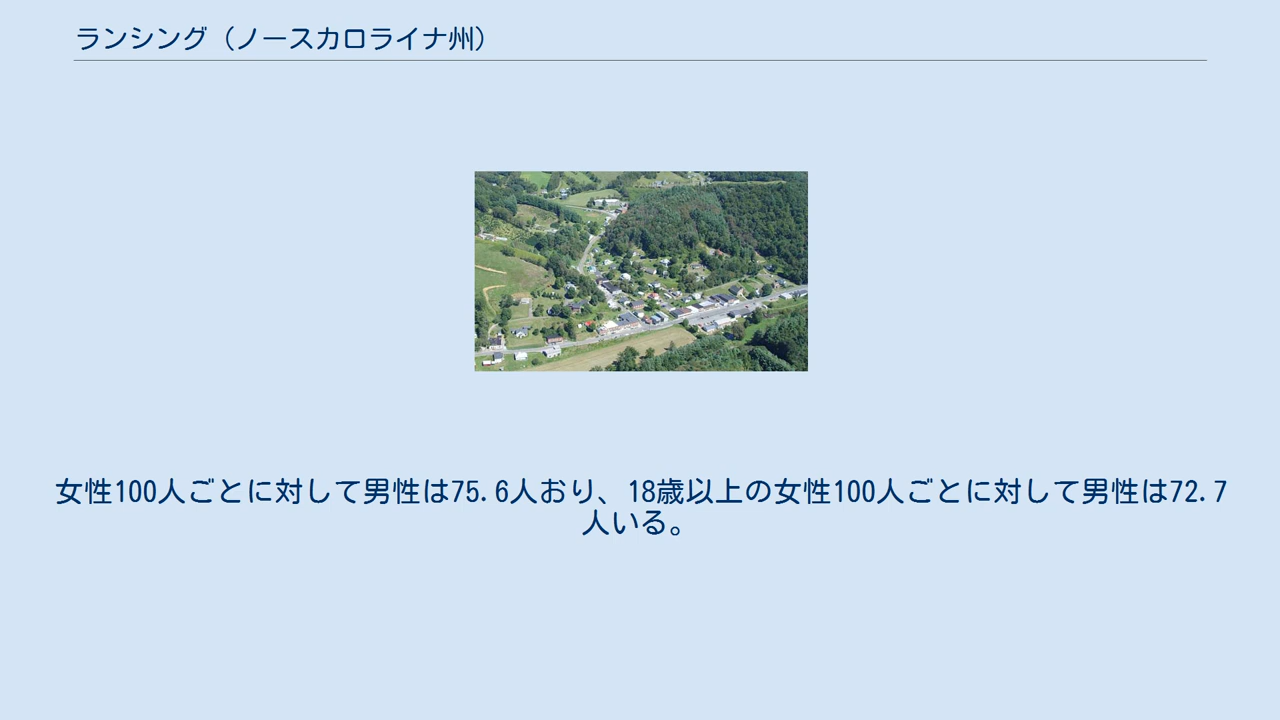 ランシング（ノースカロライナ州）
女性100人ごとに対して男性は75.6人おり、18歳以上の女性100人ごとに対して男性は72.7
人いる。